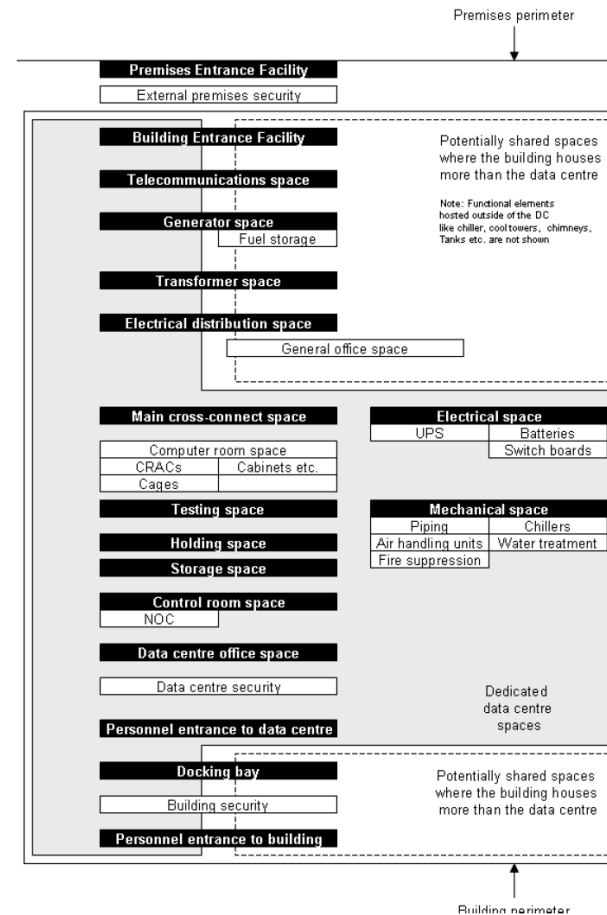 Premises perimeter
Premises Entrance Facility
External premises security
Building Entrance Facility
Potentially shared spaces
where the building houses
more than the data centre
Telecommunications space
Note: Functional elements
hosted outside of the DC
like chiller, cool towers, chimneys,
Tanks etc. are not shown
Generator space
Fuel storage
Transformer space
Electrical distribution space
General office space
Main cross-connect space
Electrical space
UPS
Batteries
Switch boards
Computer room space
CRACs
Cabinets etc.
Cages
Testing space
Mechanical space
Piping
Chillers
Air handling units
Water treatment
Fire suppression
Holding space
Storage space
Control room space
NOC
Data centre office space
Data centre security
Dedicated
data centre
spaces
Personnel entrance to data centre
Docking bay
Potentially shared spaces
where the building houses
more than the data centre
Building security
Personnel entrance to building
Building perimeter